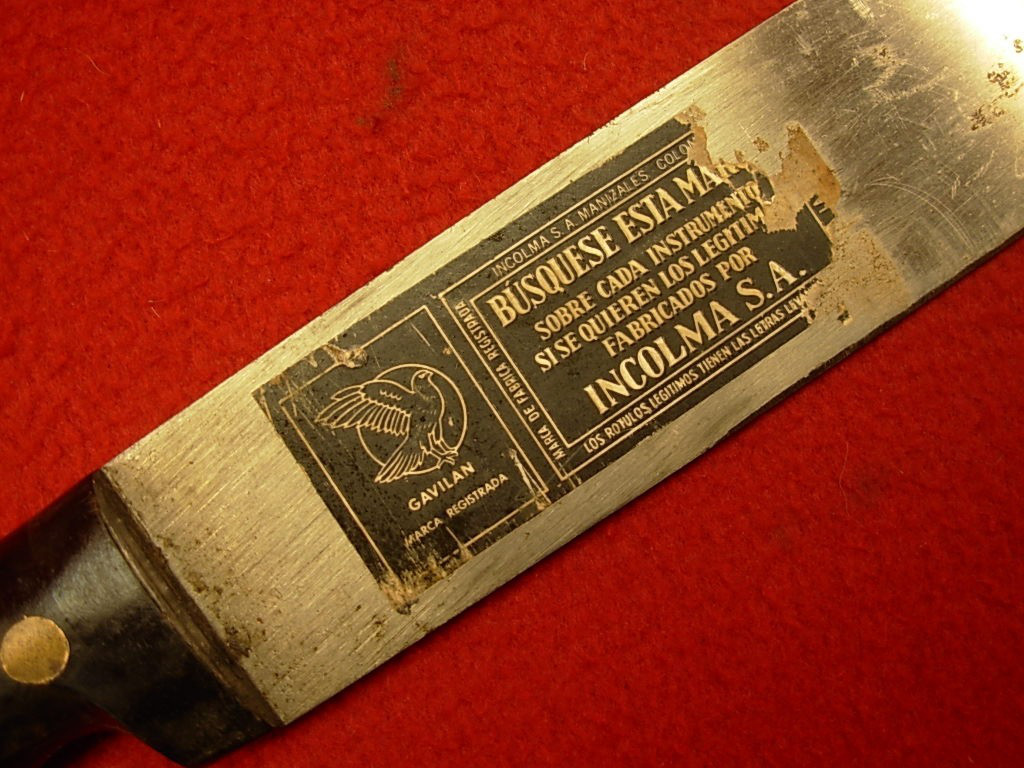 GAVILAN
MARCA REGISTRADA
MARCA DE FABRICA REGISTRADA
INCOLMA S.A. MANIZALES
BÚSQUESE ESTA
SOBRE CADA INSTRUMENTO
SI SE QUIEREN LOS LEGITIM
FABRICADOS POR
INCOLMA S.A.
LOS ROTULOS LEGITIMOS TIENEN LAS LETRAS